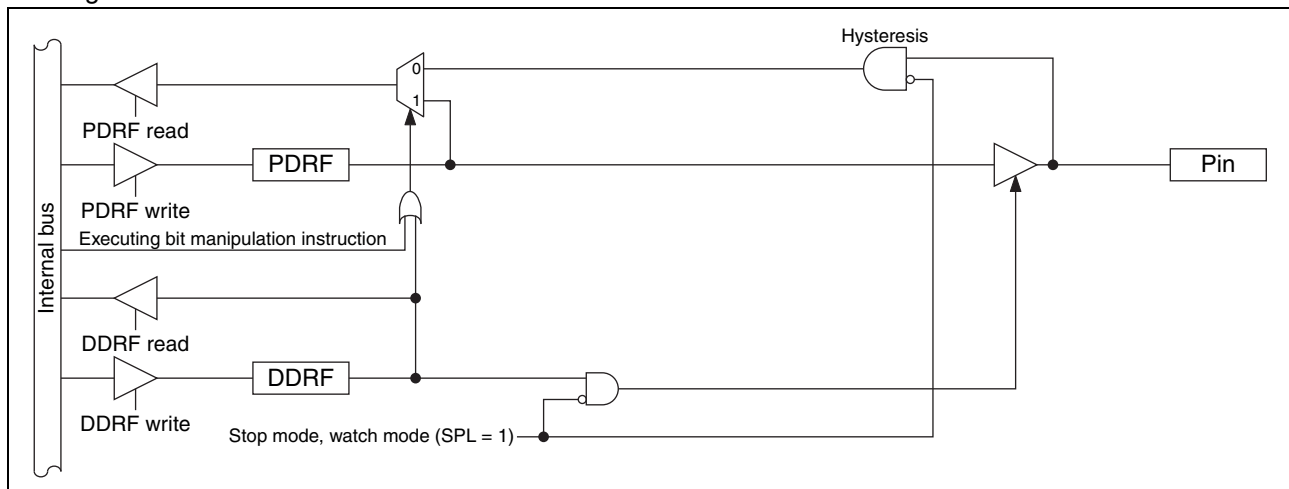 Hysteresis
0
1
PDRF read
PDRF
Pin
PDRF write
Executing bit manipulation instruction
Internal bus
DDRF read
DDRF
DDRF write
Stop mode, watch mode (SPL = 1)